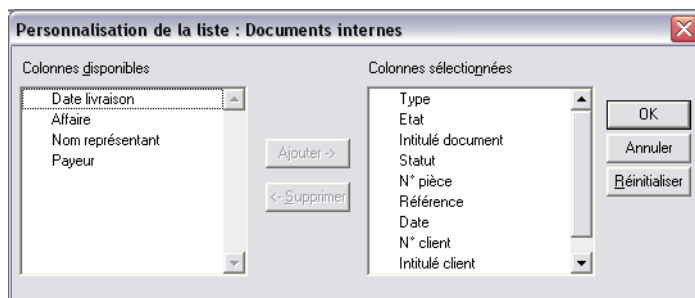 Personnalisation de la liste : Documents internes
Colonnes disponibles
Date livraison
Affaire
Nom représentant
Payeur
Ajouter ->
<- Supprimer
Colonnes sélectionnées
Type
Etat
Intitulé document
Statut
N° pièce
Référence
Date
N° client
Intitulé client
OK
Annuler
Réinitialiser